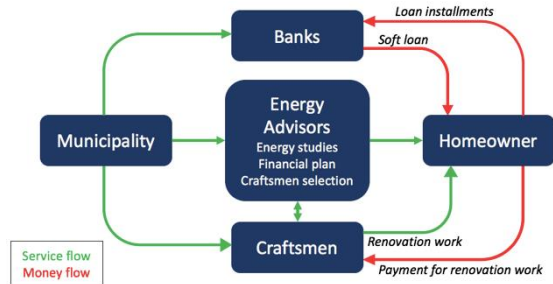 Loan installments
Banks
Soft loan
Municipality
Energy
Advisors
Energy studies
Financial plan
Craftsmen selection
Homeowner
Craftsmen
Renovation work
Payment for renovation work
Service flow
Money flow